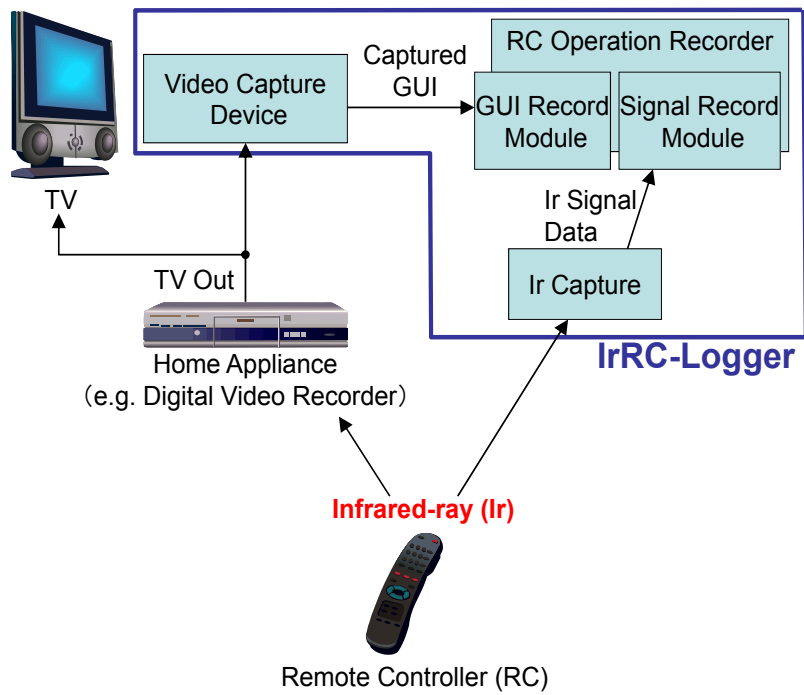 RC Operation Recorder
Captured
GUI
Video Capture
Device
GUI Record
Module
Signal Record
Module
TV
Ir Signal
Data
TV Out
Ir Capture
IrRC-Logger
Home Appliance
（e.g. Digital Video Recorder）
Infrared-ray (Ir)
Remote Controller (RC)